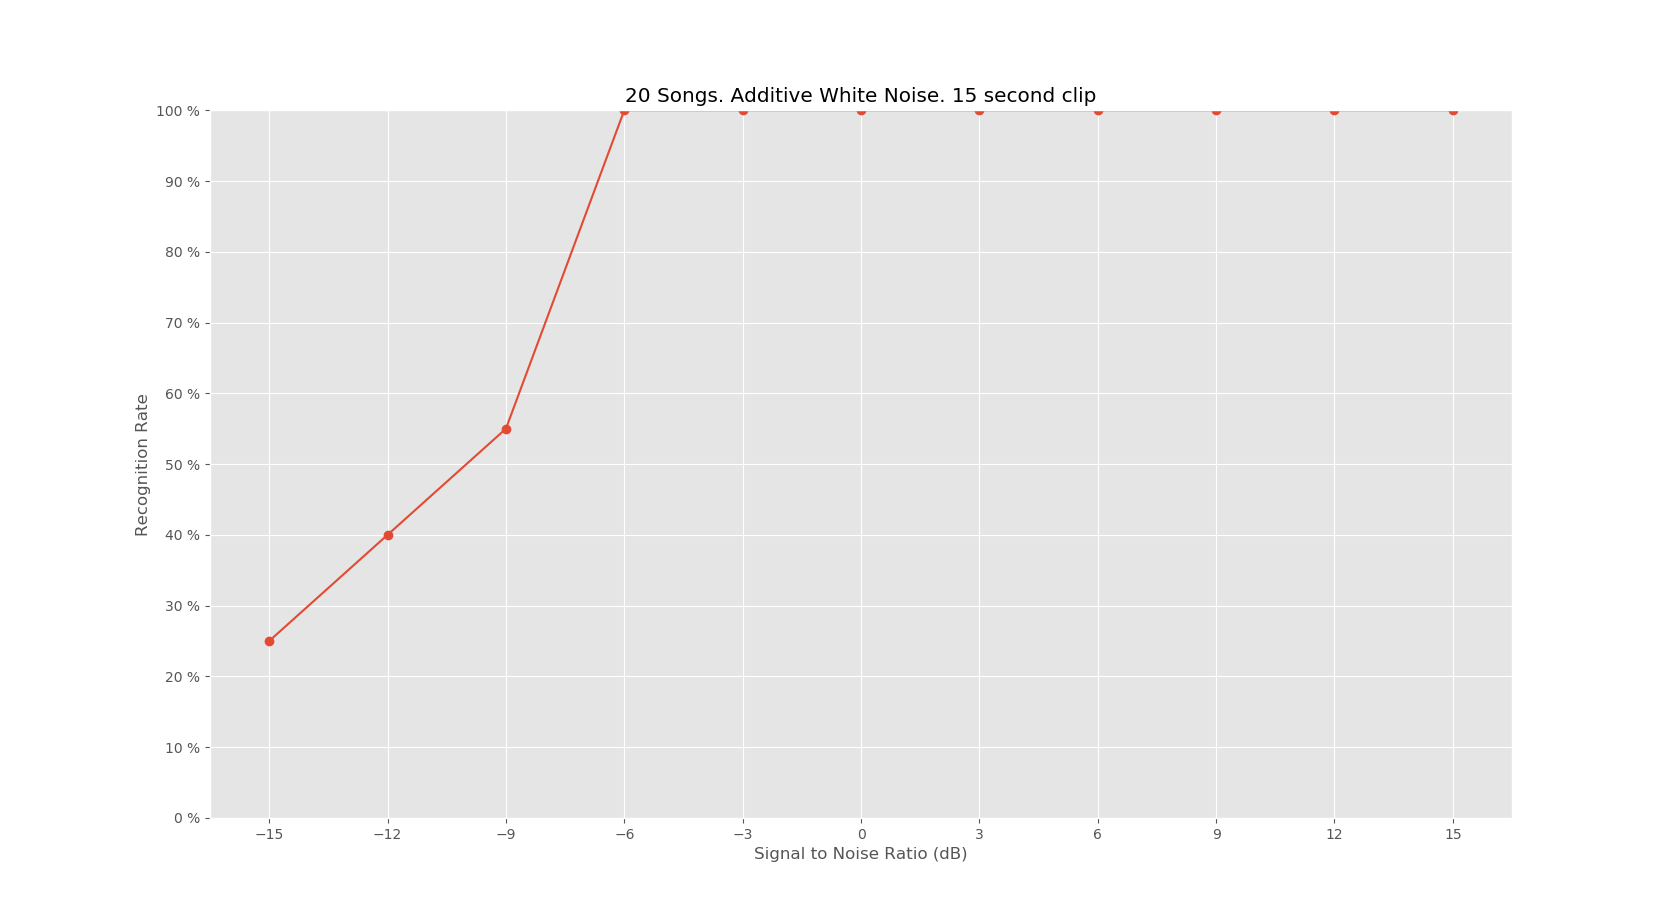 20 Songs. Additive White Noise. 15 second clip
100 %
90 %
80 %
70 %
60 %
50 %
40 %
30 %
20 %
10 %
0 %
Recognition Rate
−15 −12 −9 −6 −3 0 3 6 9 12 15
Signal to Noise Ratio (dB)